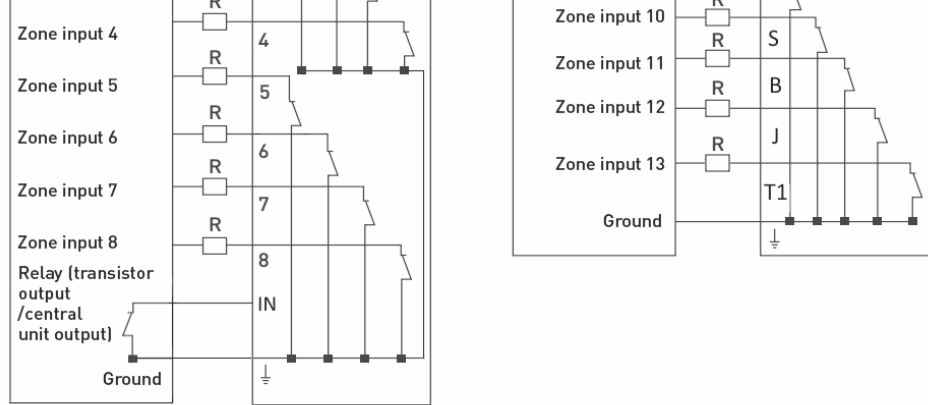 R
Zone input 4
4
R
Zone input 5
5
R
Zone input 6
6
R
Zone input 7
7
R
Zone input 8
8
Relay (transistor
output
/central
unit output)
IN
Ground
R
Zone input 10
S
R
Zone input 11
B
R
Zone input 12
J
R
Zone input 13
T1
Ground